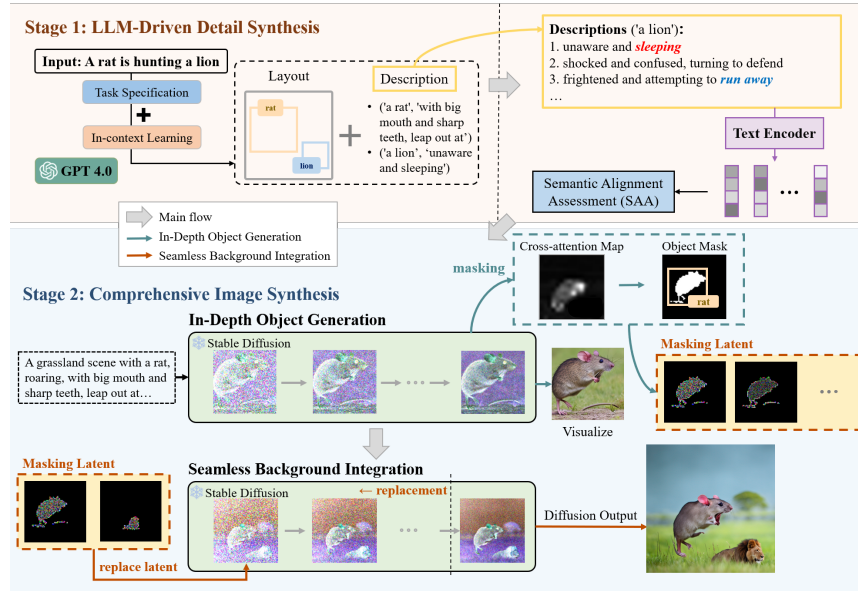 Stage 1: LLM-Driven Detail Synthesis
Input: A rat is hunting a lion
Task Specification
+
In-context Learning
GPT 4.0
Layout
rat
lion
+
Description
• ('a rat', 'with big
mouth and sharp
teeth, leap out at')
• ('a lion', 'unaware
and sleeping')
Descriptions ('a lion'):
1. unaware and sleeping
2. shocked and confused, turning to defend
3. frightened and attempting to run away
…
Text Encoder
Semantic Alignment
Assessment (SAA)
Main flow
In-Depth Object Generation
Seamless Background Integration
Stage 2: Comprehensive Image Synthesis
masking
Cross-attention Map
Object Mask
rat
In-Depth Object Generation
Stable Diffusion
A grassland scene with a rat,
roaring, with big mouth and
sharp teeth, leap out at…
Visualize
Masking Latent
Masking Latent
replace latent
Seamless Background Integration
Stable Diffusion
← replacement
Diffusion Output